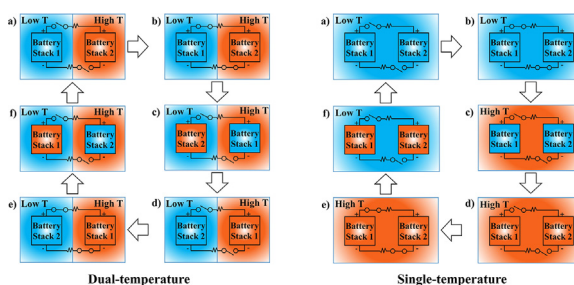 a) Low T High T
Battery Stack 1
Battery Stack 2
+ +
- -
b) Low T High T
Battery Stack 1
Battery Stack 2
+ +
- -
f) Low T High T
Battery Stack 1
Battery Stack 2
+ +
- -
c) Low T High T
Battery Stack 2
Battery Stack 1
+ +
- -
e) Low T High T
Battery Stack 2
Battery Stack 1
+ +
- -
d) Low T High T
Battery Stack 2
Battery Stack 1
+ +
- -
Dual-temperature
a) Low T
Battery Stack 1
Battery Stack 2
+ +
- -
b) Low T
Battery Stack 1
Battery Stack 2
+ +
- -
f) Low T
Battery Stack 1
Battery Stack 2
+ +
- -
c) High T
Battery Stack 1
Battery Stack 2
+ +
- -
e) High T
Battery Stack 1
Battery Stack 2
+ +
- -
d) High T
Battery Stack 1
Battery Stack 2
+ +
- -
Single-temperature